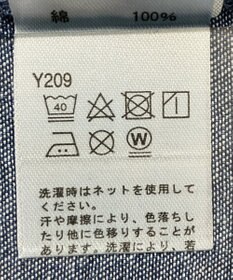 綿 100%
Y209
40
W
洗濯時はネットを使用して
ください。
汗や摩擦により、色落ちし
たり他に色移りすることが
あります。洗濯により、若